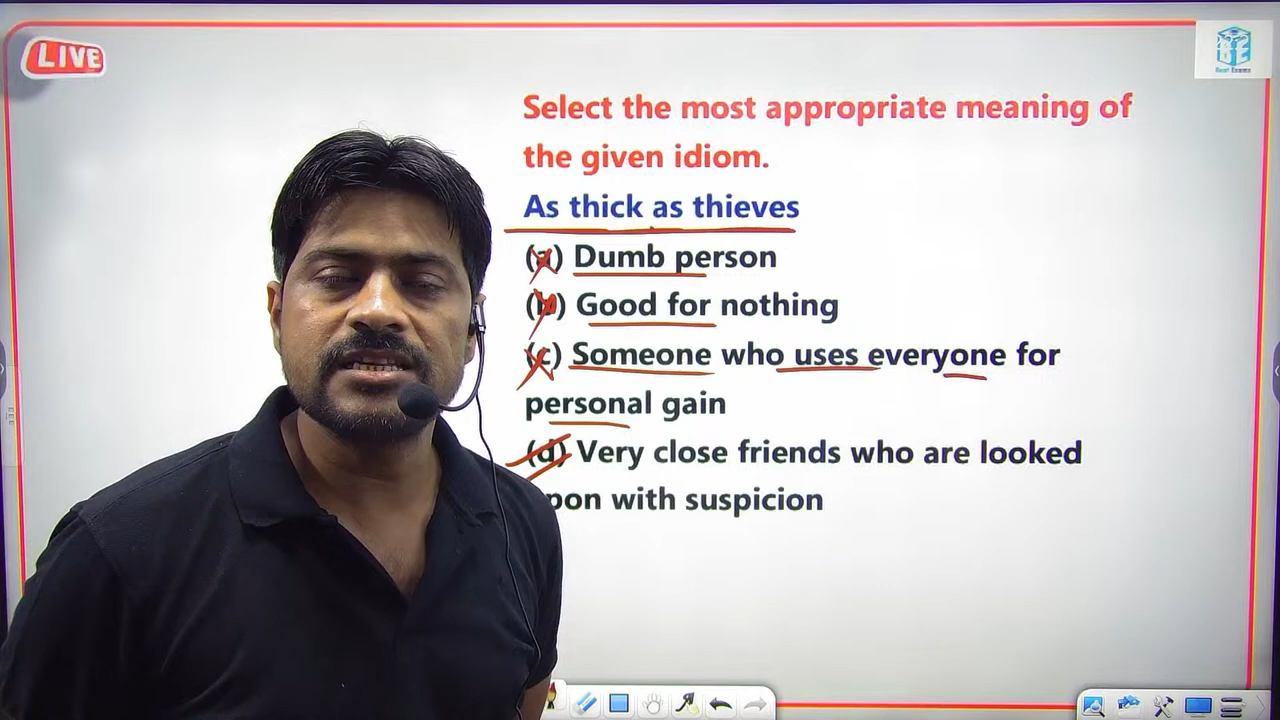 LIVE
Select the most appropriate meaning of
the given idiom.
As thick as thieves
(a) Dumb person
(b) Good for nothing
(c) Someone who uses everyone for
personal gain
(d) Very close friends who are looked
upon with suspicion